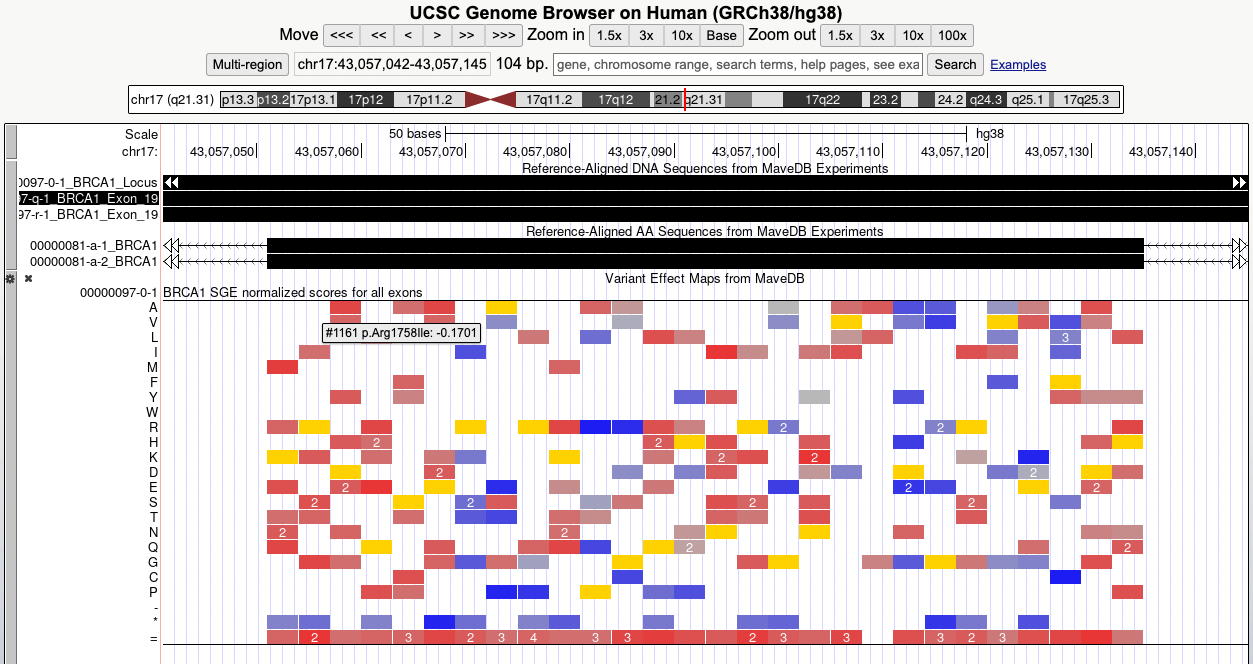 UCSC Genome Browser on Human (GRCh38/hg38)
Move <<< << < > >> >>> Zoom in 1.5x 3x 10x Base Zoom out 1.5x 3x 10x 100x
Multi-region chr17:43,057,042-43,057,145 104 bp. gene, chromosome range, search terms, help pages, see exa Search Examples
chr17 (q21.31) p13.3 p13.2 17p13.1 17p12 17p11.2 17q11.2 17q12 21.2 q21.31 17q22 23.2 24.2 q24.3 q25.1 17q25.3
Scale 50 bases hg38
chr17: 43,057,050 43,057,060 43,057,070 43,057,080 43,057,090 43,057,100 43,057,110 43,057,120 43,057,130 43,057,140
Reference-Aligned DNA Sequences from MaveDB Experiments
0097-0-1_BRCA1_Locus
97-q-1_BRCA1_Exon_19
97-r-1_BRCA1_Exon_19
Reference-Aligned AA Sequences from MaveDB Experiments
00000081-a-1_BRCA1
00000081-a-2_BRCA1
Variant Effect Maps from MaveDB
00000097-0-1 BRCA1 SGE normalized scores for all exons
A
V
#1161 p.Arg1758Ile: -0.1701
L 3
I
M
F
Y
W
R 2 2
H 2 2
K 2 2
D 2 2
E 2 2 2
S 2 2 2 2
T
N 2 2
Q 2 2
G
C
P
-
*
= 2 3 2 3 4 3 3 2 3 3 3 2 3